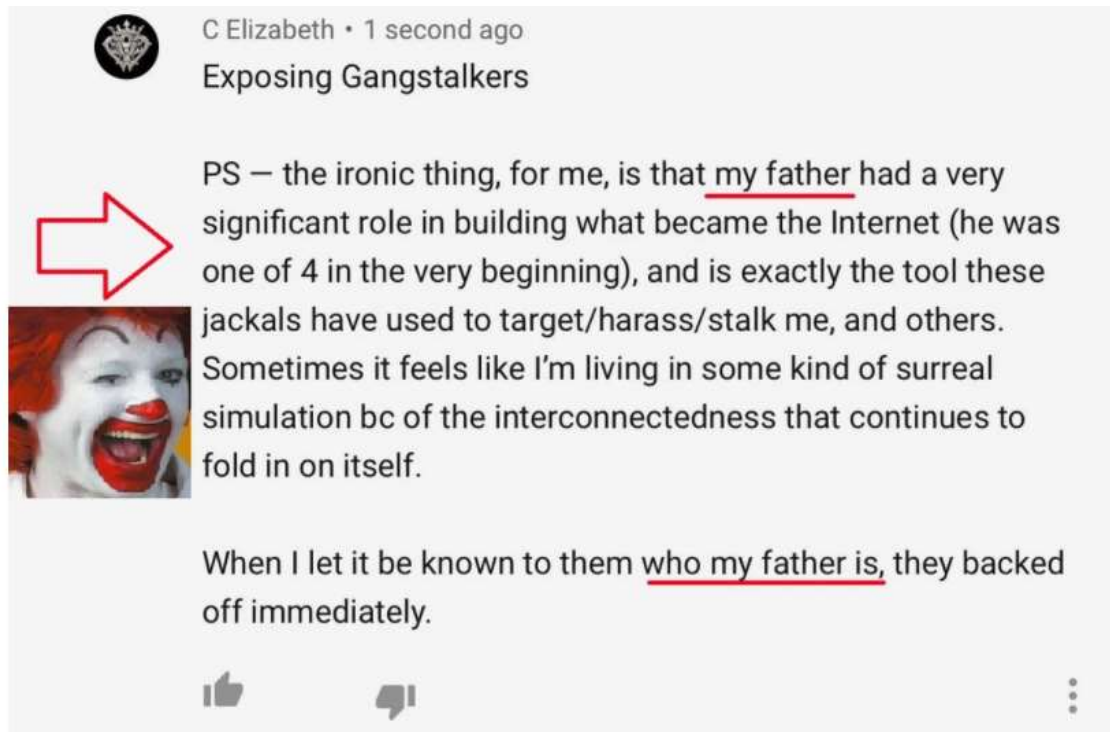 C Elizabeth • 1 second ago
Exposing Gangstalkers
PS — the ironic thing, for me, is that my father had a very
significant role in building what became the Internet (he was
one of 4 in the very beginning), and is exactly the tool these
jackals have used to target/harass/stalk me, and others.
Sometimes it feels like I’m living in some kind of surreal
simulation bc of the interconnectedness that continues to
fold in on itself.
When I let it be known to them who my father is, they backed
off immediately.